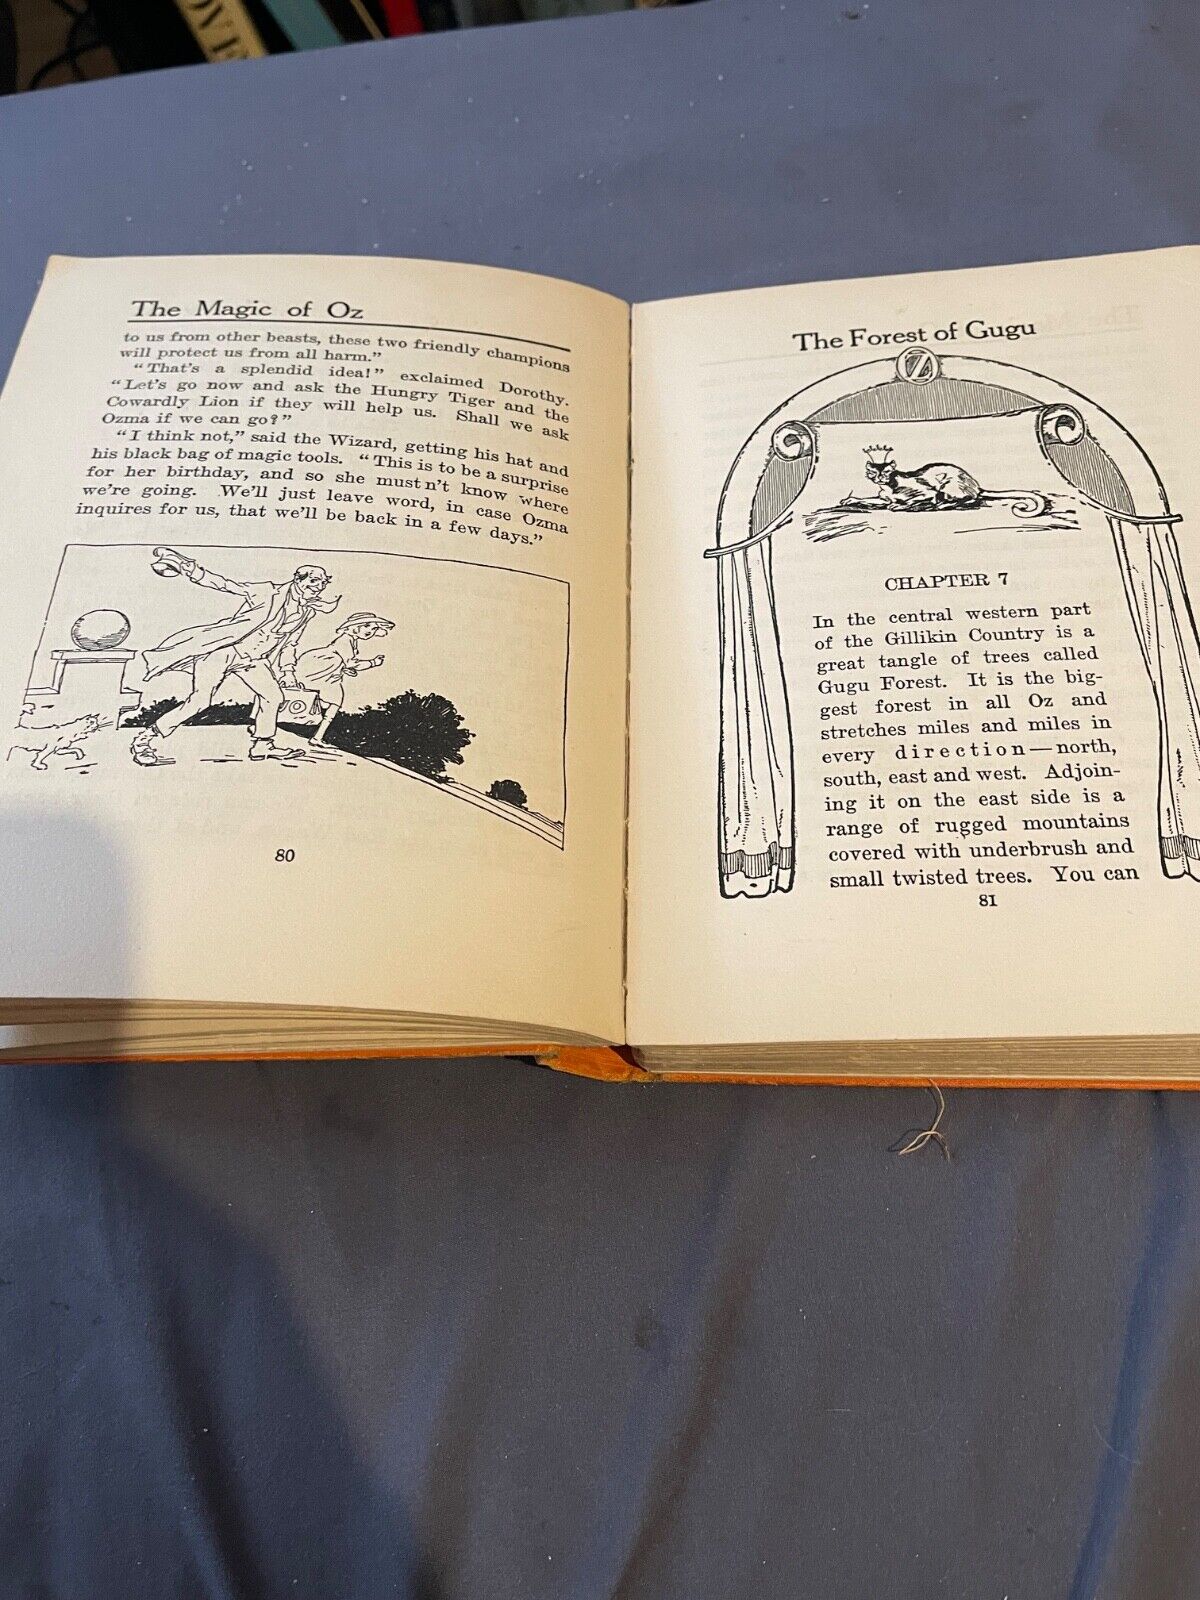 The Magic of Oz
to us from other beasts, these two friendly champions
will protect us from all harm."
"That's a splendid idea!" exclaimed Dorothy.
"Let's go now and ask the Hungry Tiger and the
Cowardly Lion if they will help us. Shall we ask
Ozma if we can go?"
"I think not," said the Wizard, getting his hat and
his black bag of magic tools. "This is to be a surprise
for her birthday, and so she mustn't know where
we're going. We'll just leave word, in case Ozma
inquires for us, that we'll be back in a few days."
80
The Forest of Gugu
OZ
CHAPTER 7
In the central western part
of the Gillikin Country is a
great tangle of trees called
Gugu Forest. It is the big-
gest forest in all Oz and
stretches miles and miles in
every direction—north,
south, east and west. Adjoin-
ing it on the east side is a
range of rugged mountains
covered with underbrush and
small twisted trees. You can
81